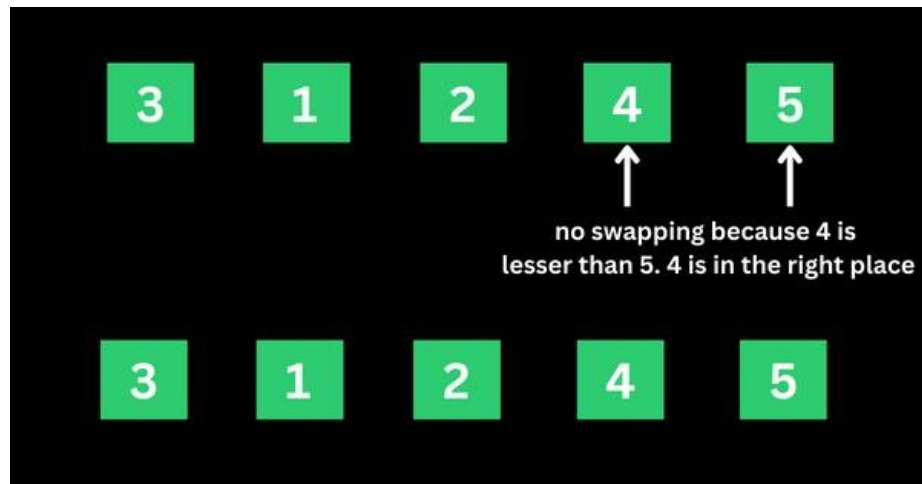 3 1 2 4 5
no swapping because 4 is
lesser than 5. 4 is in the right place
3 1 2 4 5